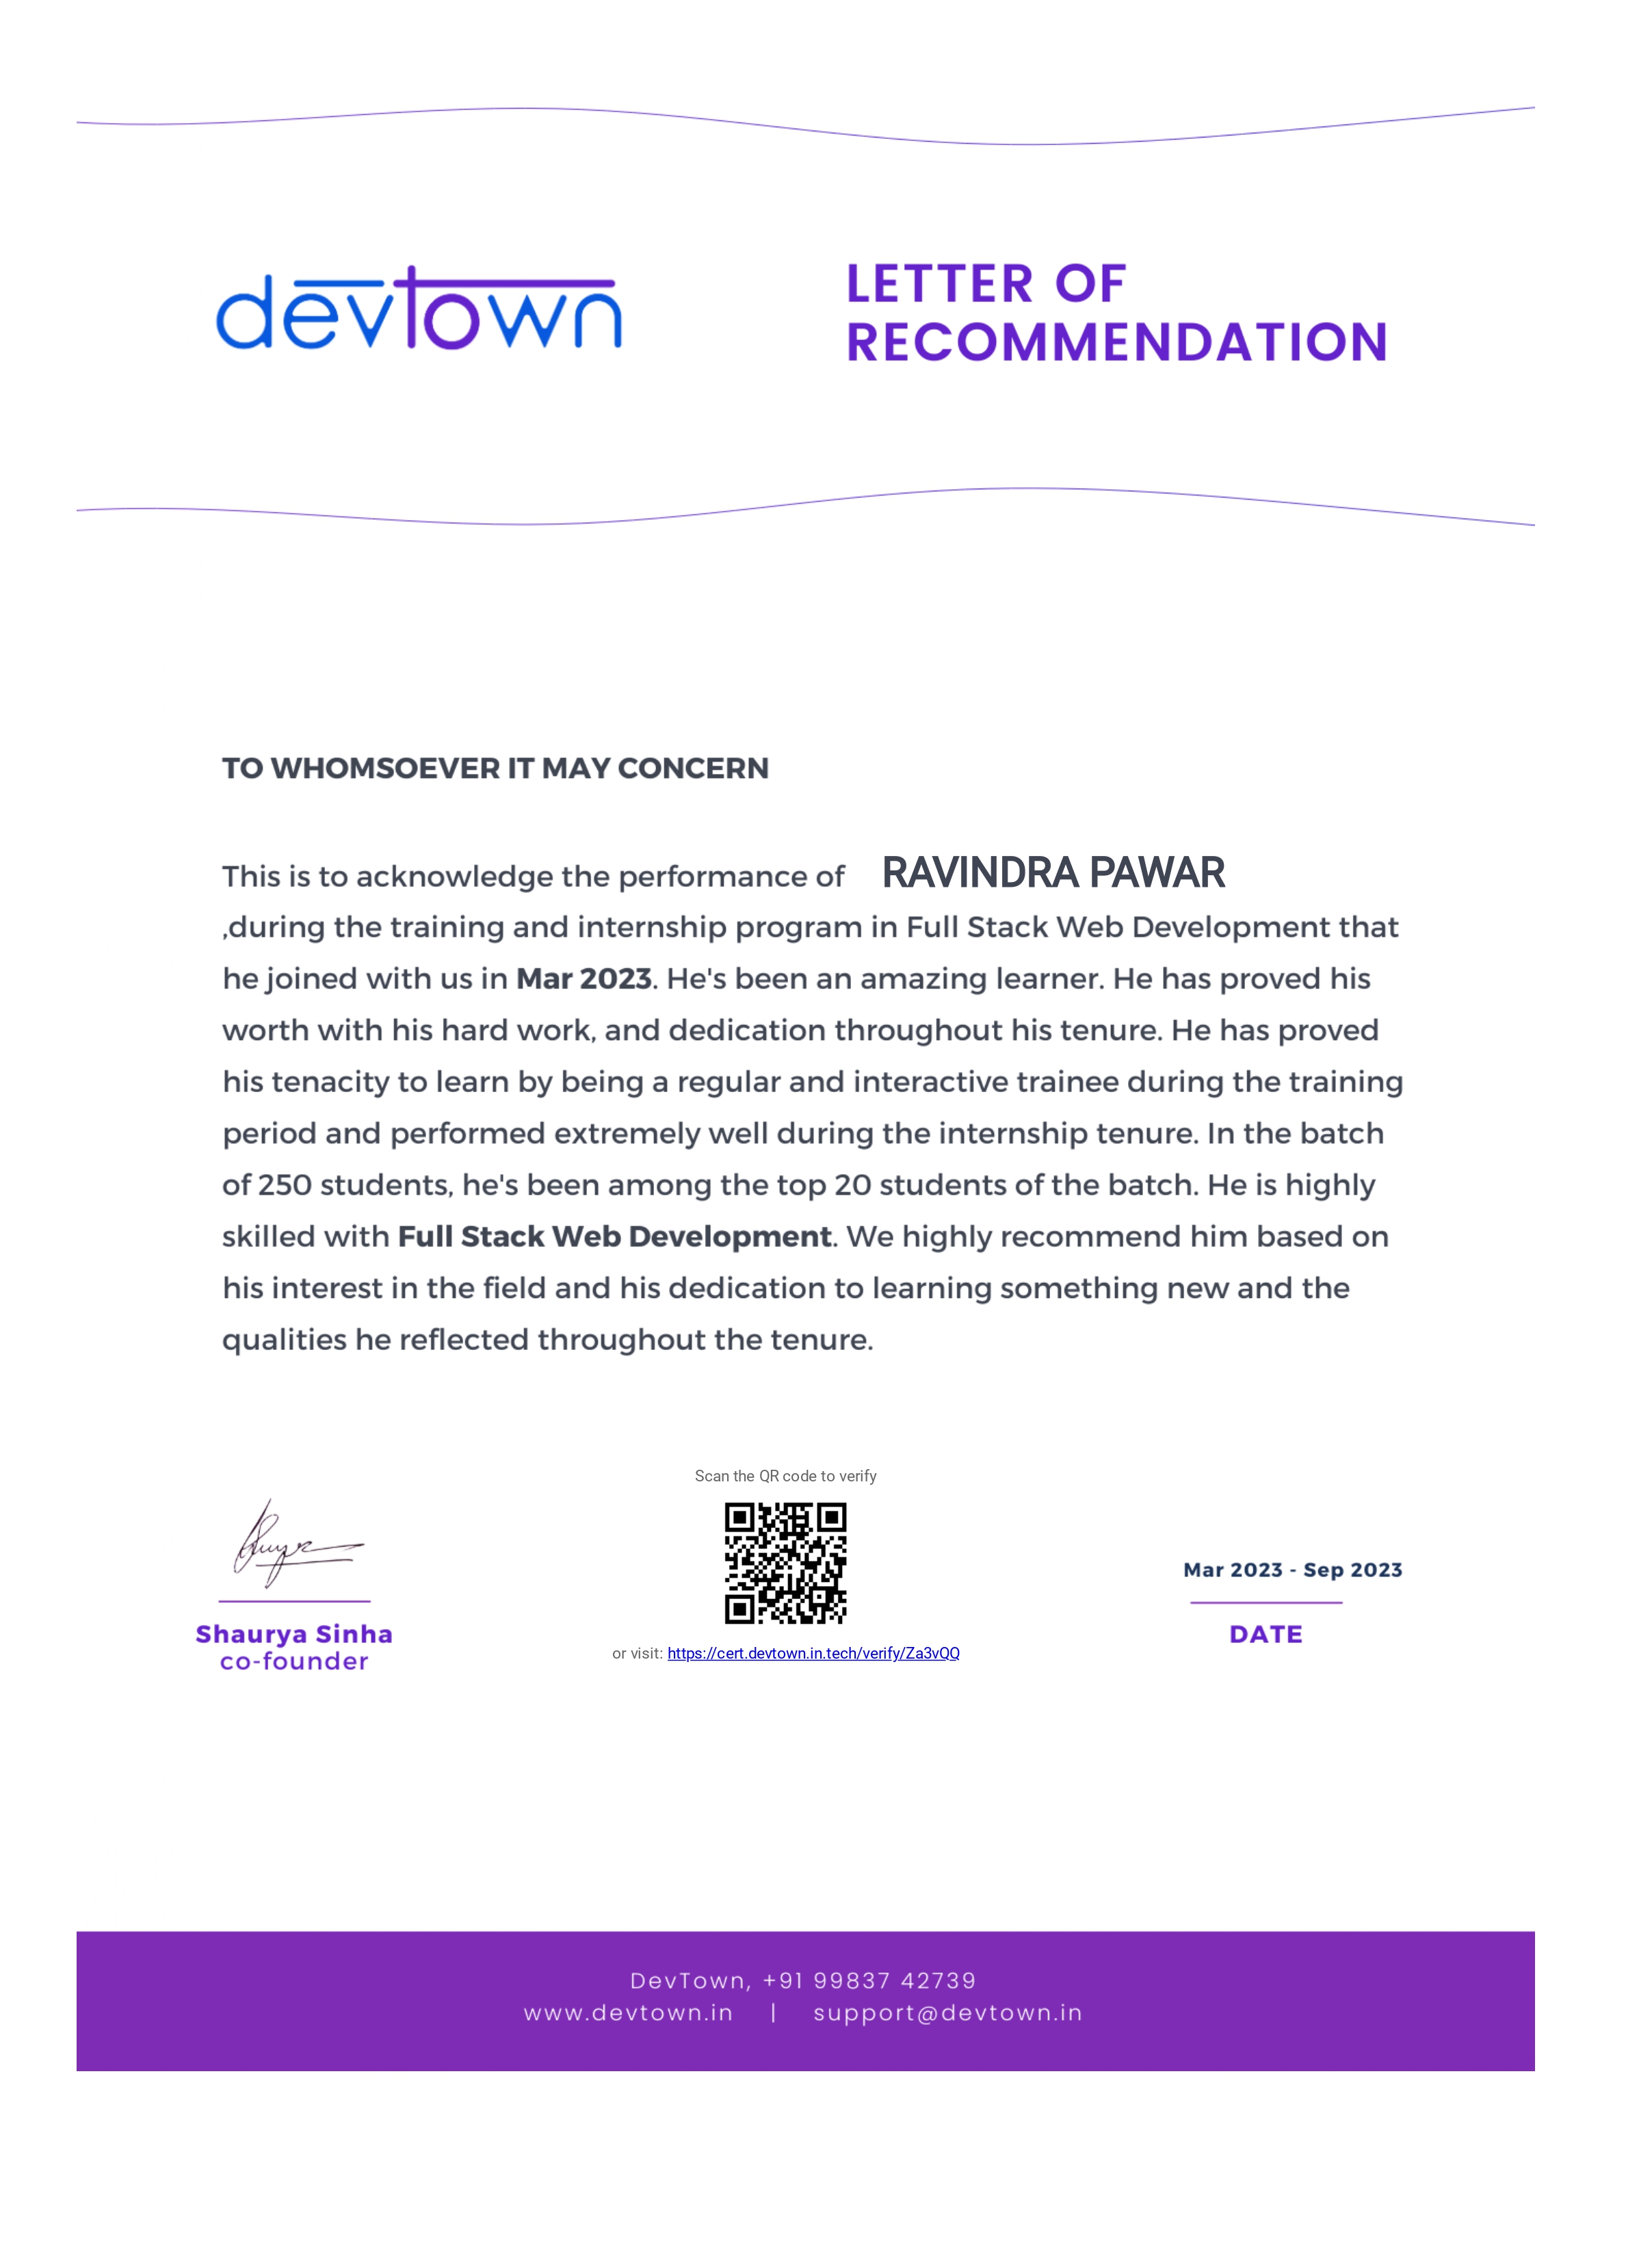 devtown
LETTER OF
RECOMMENDATION
TO WHOMSOEVER IT MAY CONCERN
This is to acknowledge the performance of RAVINDRA PAWAR
,during the training and internship program in Full Stack Web Development that
he joined with us in Mar 2023. He's been an amazing learner. He has proved his
worth with his hard work, and dedication throughout his tenure. He has proved
his tenacity to learn by being a regular and interactive trainee during the training
period and performed extremely well during the internship tenure. In the batch
of 250 students, he's been among the top 20 students of the batch. He is highly
skilled with Full Stack Web Development. We highly recommend him based on
his interest in the field and his dedication to learning something new and the
qualities he reflected throughout the tenure.
Scan the QR code to verify
Mar 2023 - Sep 2023
Shaurya Sinha
co-founder
or visit: https://cert.devtown.in.tech/verify/Za3vQQ
DATE
DevTown, +91 99837 42739
www.devtown.in | support@devtown.in